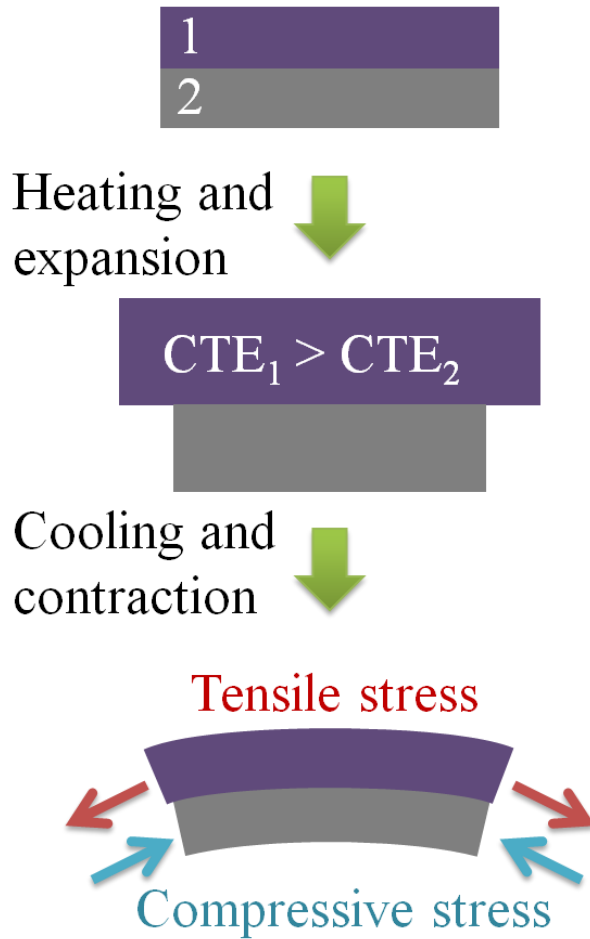 1
2
Heating and
expansion
CTE₁ > CTE₂
Cooling and
contraction
Tensile stress
Compressive stress